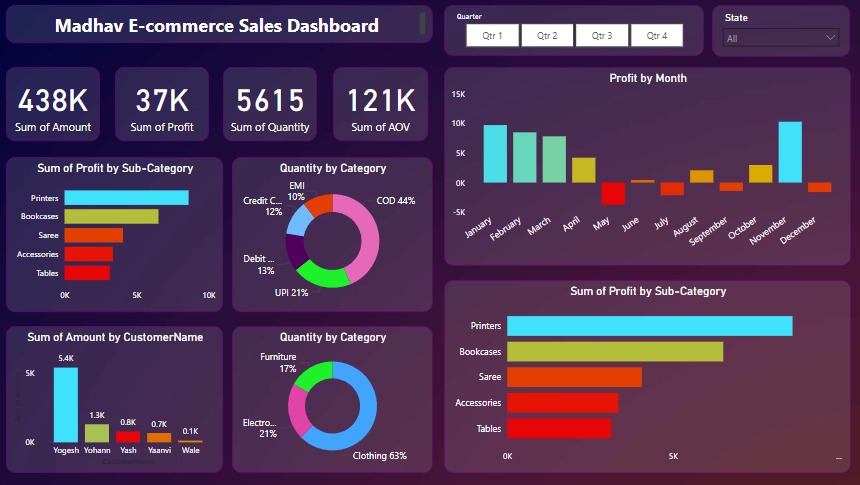 Madhav E-commerce Sales Dashboard
Quarter
Qtr 1 Qtr 2 Qtr 3 Qtr 4
State
All
438K
Sum of Amount
37K
Sum of Profit
5615
Sum of Quantity
121K
Sum of AOV
Profit by Month
15K
10K
5K
0K
-5K
January February March April May June July August September October November December
Sum of Profit by Sub-Category
Printers
Bookcases
Saree
Accessories
Tables
0K 5K 10K
Quantity by Category
EMI
10%
Credit C...
12%
Debit ...
13%
UPI 21%
COD 44%
Sum of Amount by CustomerName
5K
0K
5.4K
1.3K
0.8K
0.7K
0.1K
Yogesh Yohann Yash Yaanvi Wale
CustomerName
Quantity by Category
Furniture
17%
Electro...
21%
Clothing 63%
Sum of Profit by Sub-Category
Printers
Bookcases
Saree
Accessories
Tables
0K 5K